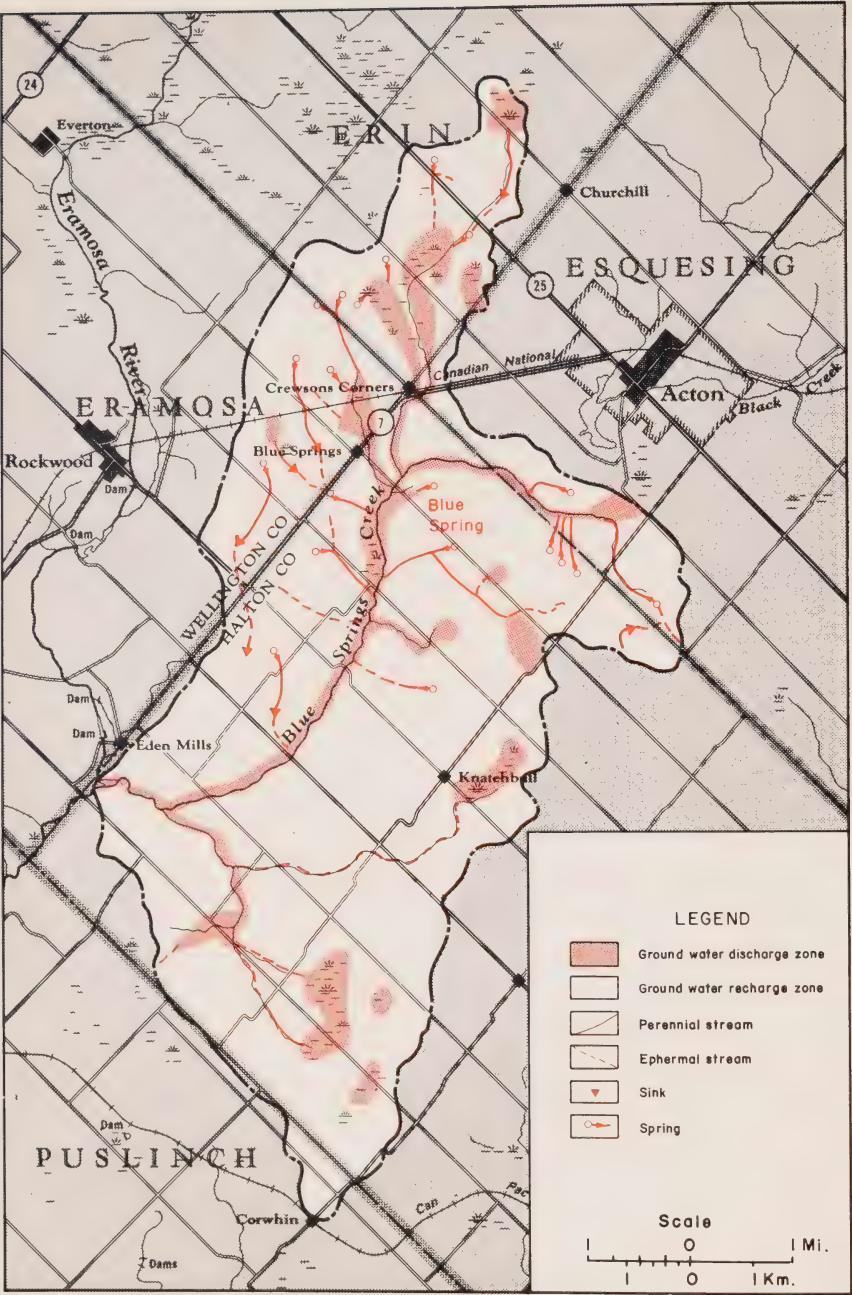 24
Everton
ERIN
Eramosa
River
Churchill
ESQUESING
25
Canadian National
Crewsons Corners
Acton
Black Creek
ERAMOSA
7
Rockwood
Blue Springs
Dam
Dam
Blue
Spring
WELLINGTON CO
HALTON CO
Blue Springs Creek
Dam
Dam
Eden Mills
Knatchbull
LEGEND
Ground water discharge zone
Ground water recharge zone
Perennial stream
Ephermal stream
Sink
Spring
Dam
PUSLINCH
Can Pac
Corwhin
Dams
Scale
1 0 1 Mi.
1 0 1 Km.